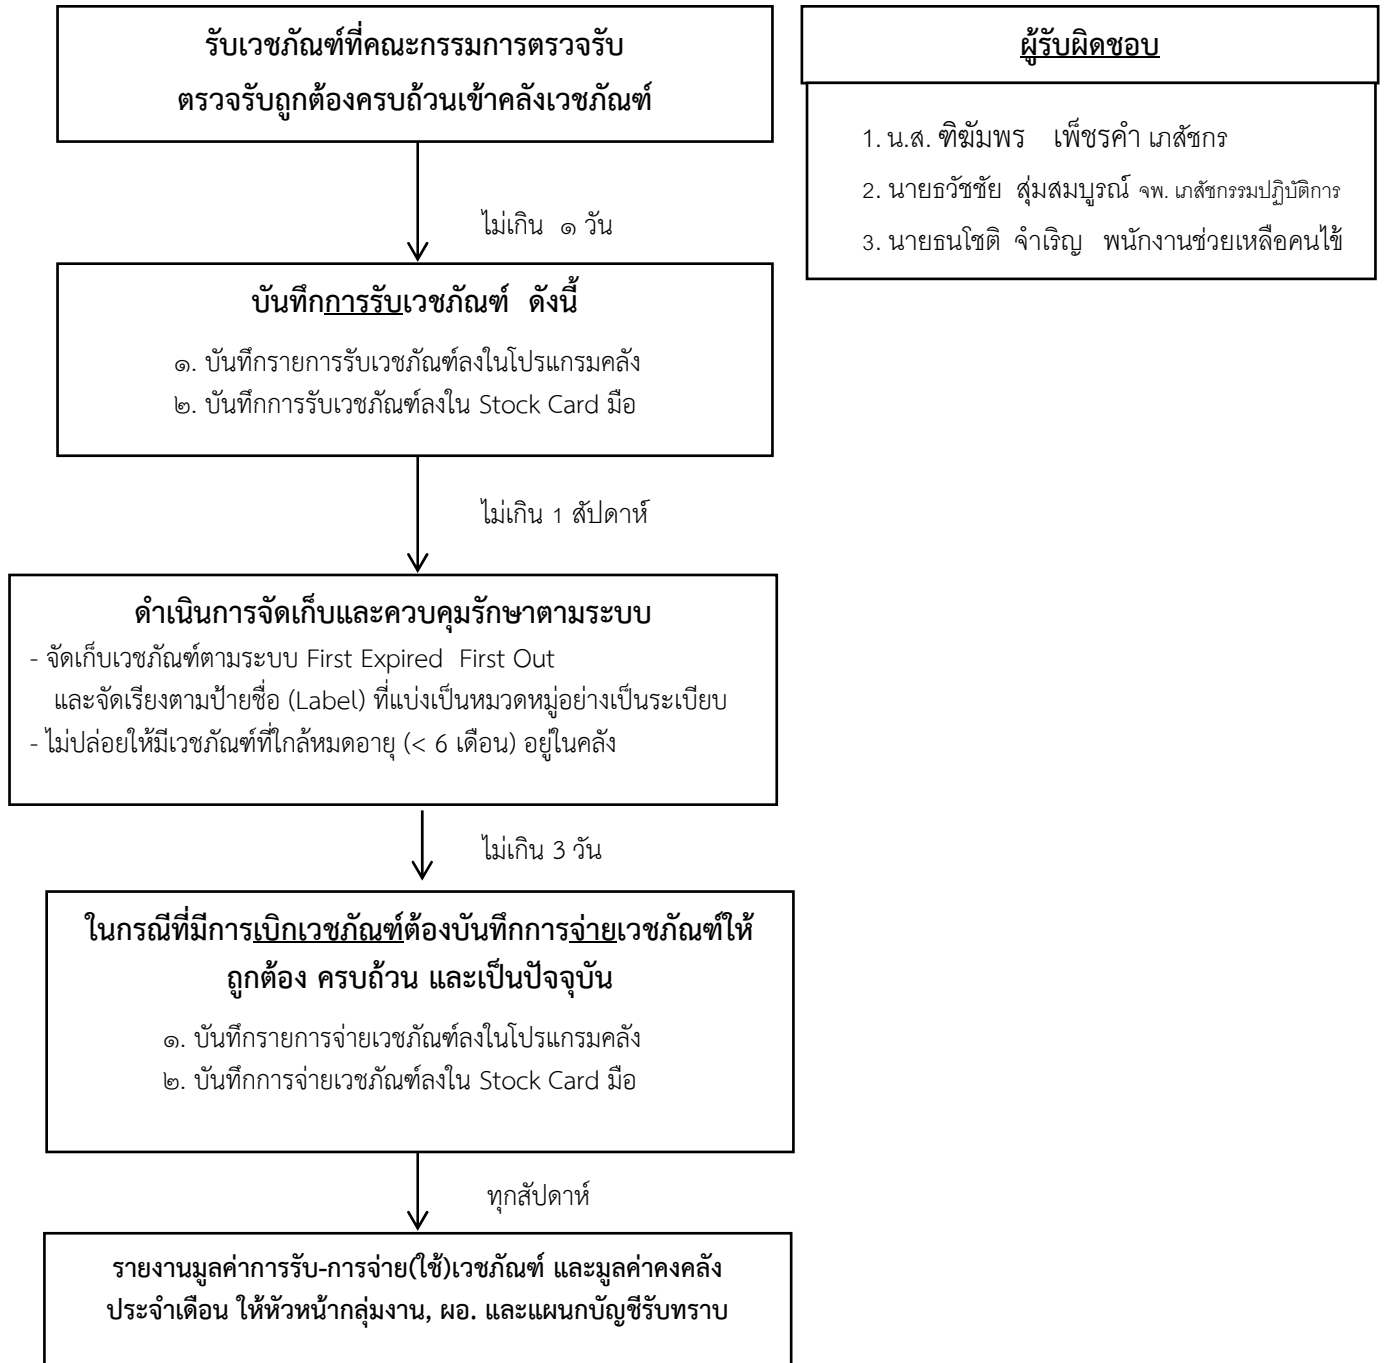 รับเวชภัณฑ์ที่คณะกรรมการตรวจรับ
ตรวจรับถูกต้องครบถ้วนเข้าคลังเวชภัณฑ์
ผู้รับผิดชอบ
1. น.ส. ฑิฆัมพร เพ็ชรคำ เภสัชกร
2. นายธวัชชัย สุ่มสมบูรณ์ จพ. เภสัชกรรมปฏิบัติการ
3. นายธนโชติ จำเริญ พนักงานช่วยเหลือคนไข้
ไม่เกิน ๑ วัน
บันทึกการรับเวชภัณฑ์ ดังนี้
๑. บันทึกรายการรับเวชภัณฑ์ลงในโปรแกรมคลัง
๒. บันทึกการรับเวชภัณฑ์ลงใน Stock Card มือ
ไม่เกิน 1 สัปดาห์
ดำเนินการจัดเก็บและควบคุมรักษาตามระบบ
- จัดเก็บเวชภัณฑ์ตามระบบ First Expired First Out
และจัดเรียงตามป้ายชื่อ (Label) ที่แบ่งเป็นหมวดหมู่อย่างเป็นระเบียบ
- ไม่ปล่อยให้มีเวชภัณฑ์ที่ใกล้หมดอายุ (< 6 เดือน) อยู่ในคลัง
ไม่เกิน 3 วัน
ในกรณีที่มีการเบิกเวชภัณฑ์ต้องบันทึกการจ่ายเวชภัณฑ์ให้
ถูกต้อง ครบถ้วน และเป็นปัจจุบัน
๑. บันทึกรายการจ่ายเวชภัณฑ์ลงในโปรแกรมคลัง
๒. บันทึกการจ่ายเวชภัณฑ์ลงใน Stock Card มือ
ทุกสัปดาห์
รายงานมูลค่าการรับ-การจ่าย(ใช้)เวชภัณฑ์ และมูลค่าคงคลัง
ประจำเดือน ให้หัวหน้ากลุ่มงาน, ผอ. และแผนกบัญชีรับทราบ